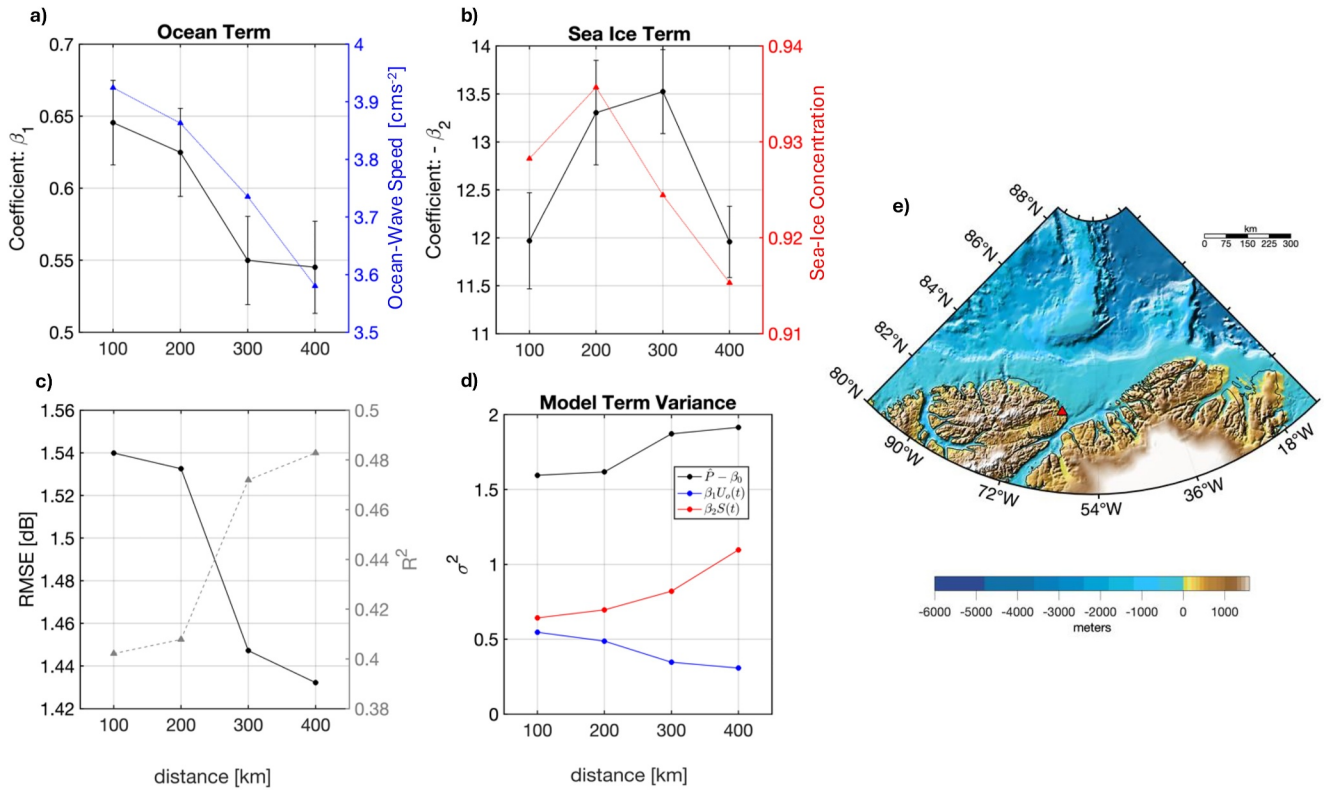 a)
Ocean Term
0.7
0.65
0.6
0.55
0.5
Coefficient: β₁
4
3.9
3.8
3.7
3.6
3.5
Ocean-Wave Speed [cms⁻²]
100 200 300 400
b)
Sea Ice Term
14
13.5
13
12.5
12
11.5
11
Coefficient: - β₂
0.94
0.93
0.92
0.91
Sea-Ice Concentration
100 200 300 400
c)
1.56
1.54
1.52
1.5
1.48
1.46
1.44
1.42
RMSE [dB]
0.5
0.48
0.46
0.44
0.42
0.4
0.38
R²
100 200 300 400
distance [km]
d)
Model Term Variance
2
1.5
1
0.5
0
σ²
P̂ − β₀
β₁Uₒ(t)
β₂S(t)
100 200 300 400
distance [km]
e)
88°N
86°N
84°N
82°N
80°N
90°W
72°W
54°W
36°W
18°W
km
0 75 150 225 300
-6000 -5000 -4000 -3000 -2000 -1000 0 1000
meters